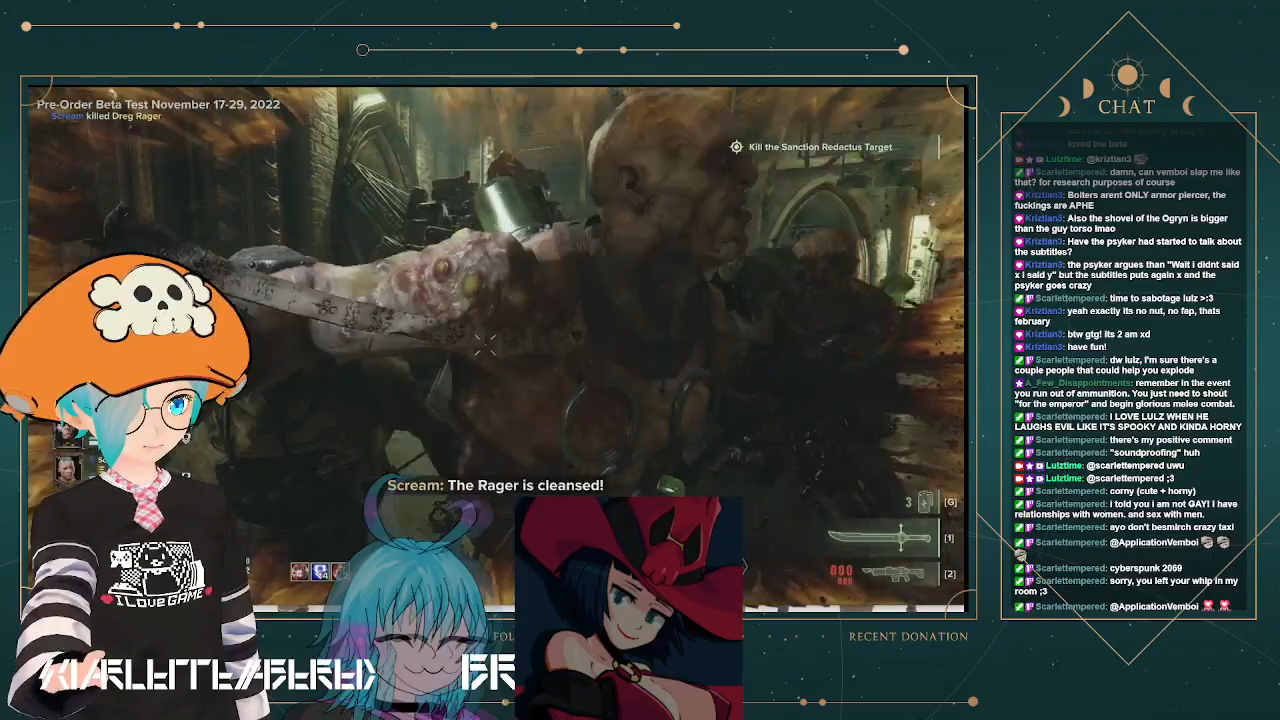 Pre-Order Beta Test November 17-29, 2022
Scream killed Dreg Rager
Kill the Sanction Redactus Target
Scream: The Rager is cleansed!
3
[G]
[1]
000
[2]
I LOVE GAME
FOL
RECENT DONATION
CHAT
loved the beta
Lulztime: @kriztian3
Scarlettempered: damn, can vemboi slap me like
that? for research purposes of course
Kriztian3: Bolters arent ONLY armor piercer, the
fuckings are APHE
Kriztian3: Also the shovel of the Ogryn is bigger
than the guy torso lmao
Kriztian3: Have the psyker had started to talk about
the subtitles?
Kriztian3: the psyker argues than "Wait i didnt said
x i said y" but the subtitles puts again x and the
psyker goes crazy
Scarlettempered: time to sabotage lulz >:3
Kriztian3: yeah exactly its no nut, no fap, thats
february
Kriztian3: btw gtg! its 2 am xd
Kriztian3: have fun!
Scarlettempered: dw lulz, I'm sure there's a
couple people that could help you explode
A_Few_Disappointments: remember in the event
you run out of ammunition. You just need to shout
"for the emperor" and begin glorious melee combat.
Scarlettempered: I LOVE LULZ WHEN HE
LAUGHS EVIL LIKE IT'S SPOOKY AND KINDA HORNY
Scarlettempered: there's my positive comment
Scarlettempered: "soundproofing" huh
Lulztime: @scarlettempered uwu
Lulztime: @scarlettempered ;3
Scarlettempered: corny (cute + horny)
Scarlettempered: i told you i am not GAY! I have
relationships with women. and sex with men.
Scarlettempered: ayo don't besmirch crazy taxi
Scarlettempered: @ApplicationVemboi
Scarlettempered: cyberspunk 2069
Scarlettempered: sorry, you left your whip in my
room ;3
Scarlettempered: @ApplicationVemboi